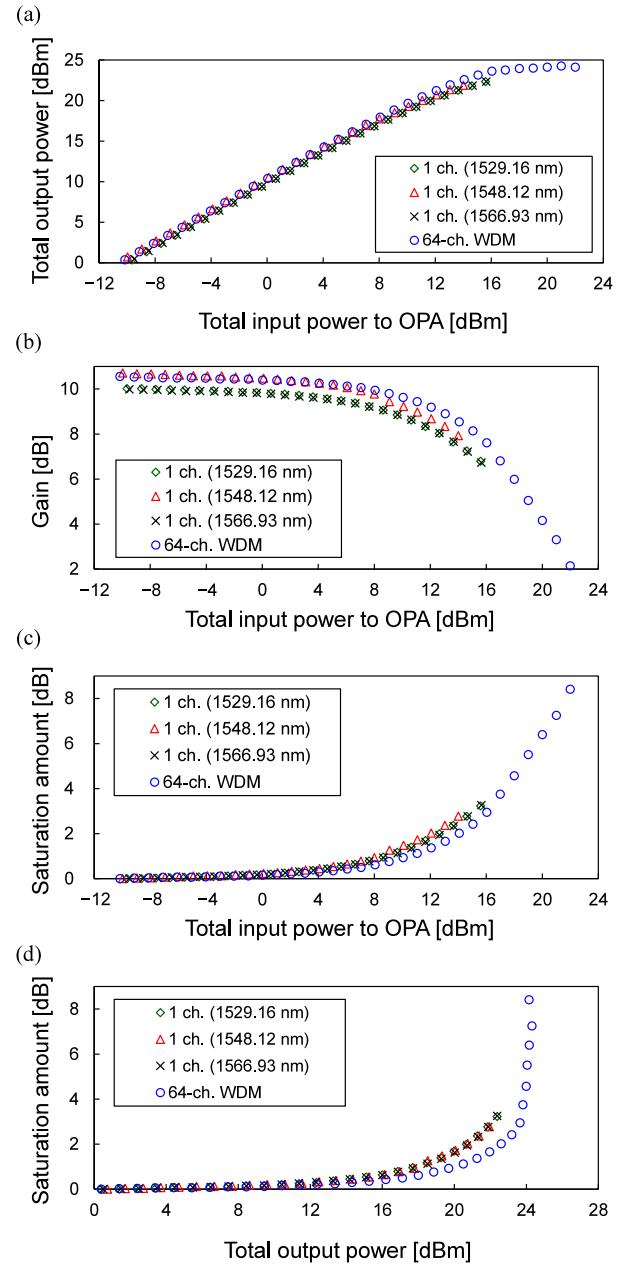 (a)
Total output power [dBm]
25
20
15
10
5
0
1 ch. (1529.16 nm)
1 ch. (1548.12 nm)
1 ch. (1566.93 nm)
64-ch. WDM
−12 −8 −4 0 4 8 12 16 20 24
Total input power to OPA [dBm]
(b)
Gain [dB]
10
8
6
4
2
1 ch. (1529.16 nm)
1 ch. (1548.12 nm)
1 ch. (1566.93 nm)
64-ch. WDM
−12 −8 −4 0 4 8 12 16 20 24
Total input power to OPA [dBm]
(c)
Saturation amount [dB]
8
6
4
2
0
1 ch. (1529.16 nm)
1 ch. (1548.12 nm)
1 ch. (1566.93 nm)
64-ch. WDM
−12 −8 −4 0 4 8 12 16 20 24
Total input power to OPA [dBm]
(d)
Saturation amount [dB]
8
6
4
2
0
1 ch. (1529.16 nm)
1 ch. (1548.12 nm)
1 ch. (1566.93 nm)
64-ch. WDM
0 4 8 12 16 20 24 28
Total output power [dBm]